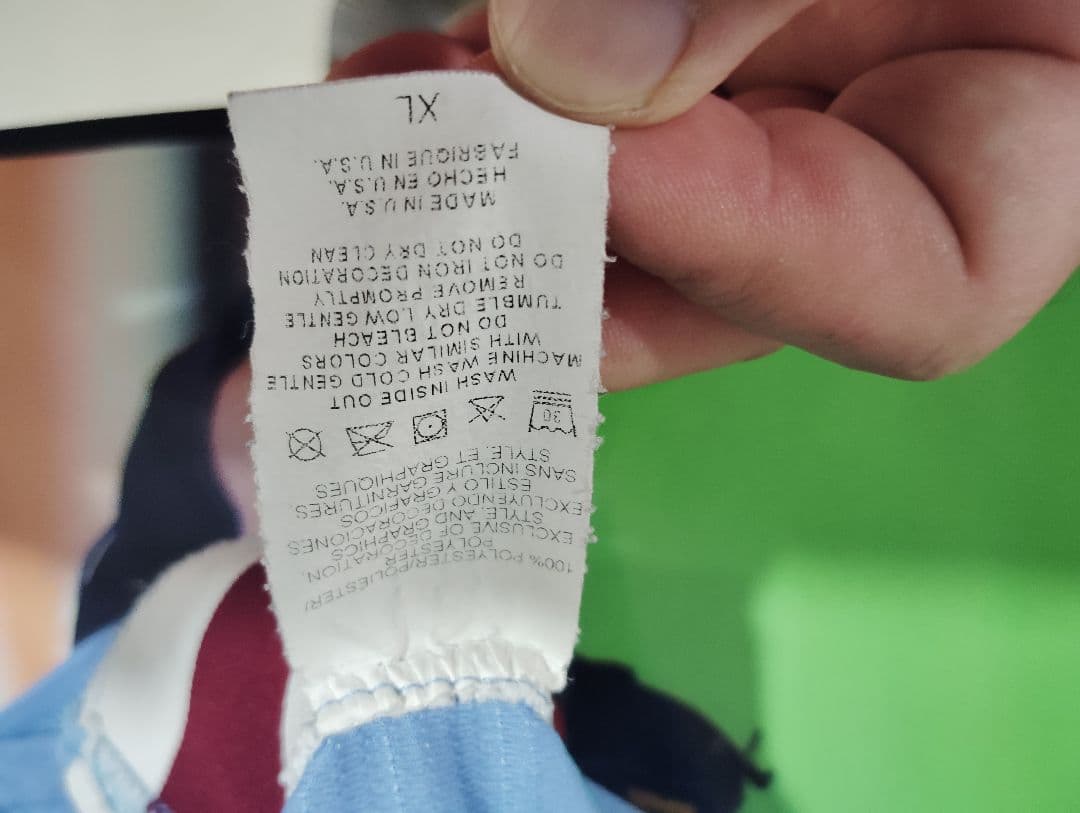 100% POLYESTER/POLIESTER/
POLYESTER
EXCLUSIVE OF DECORATION,
STYLE, AND GRAPHICS
EXCLUYENDO DECORACIONES
ESTILO Y GRAFICOS
SANS INCLURE GARNITURES
STYLE, ET GRAPHIQUES
30
WASH INSIDE OUT
MACHINE WASH COLD GENTLE
WITH SIMILAR COLORS
DO NOT BLEACH
TUMBLE DRY LOW GENTLE
REMOVE PROMPTLY
DO NOT IRON DECORATION
DO NOT DRY CLEAN
MADE IN U.S.A.
HECHO EN U.S.A.
FABRIQUE IN U.S.A.
XL